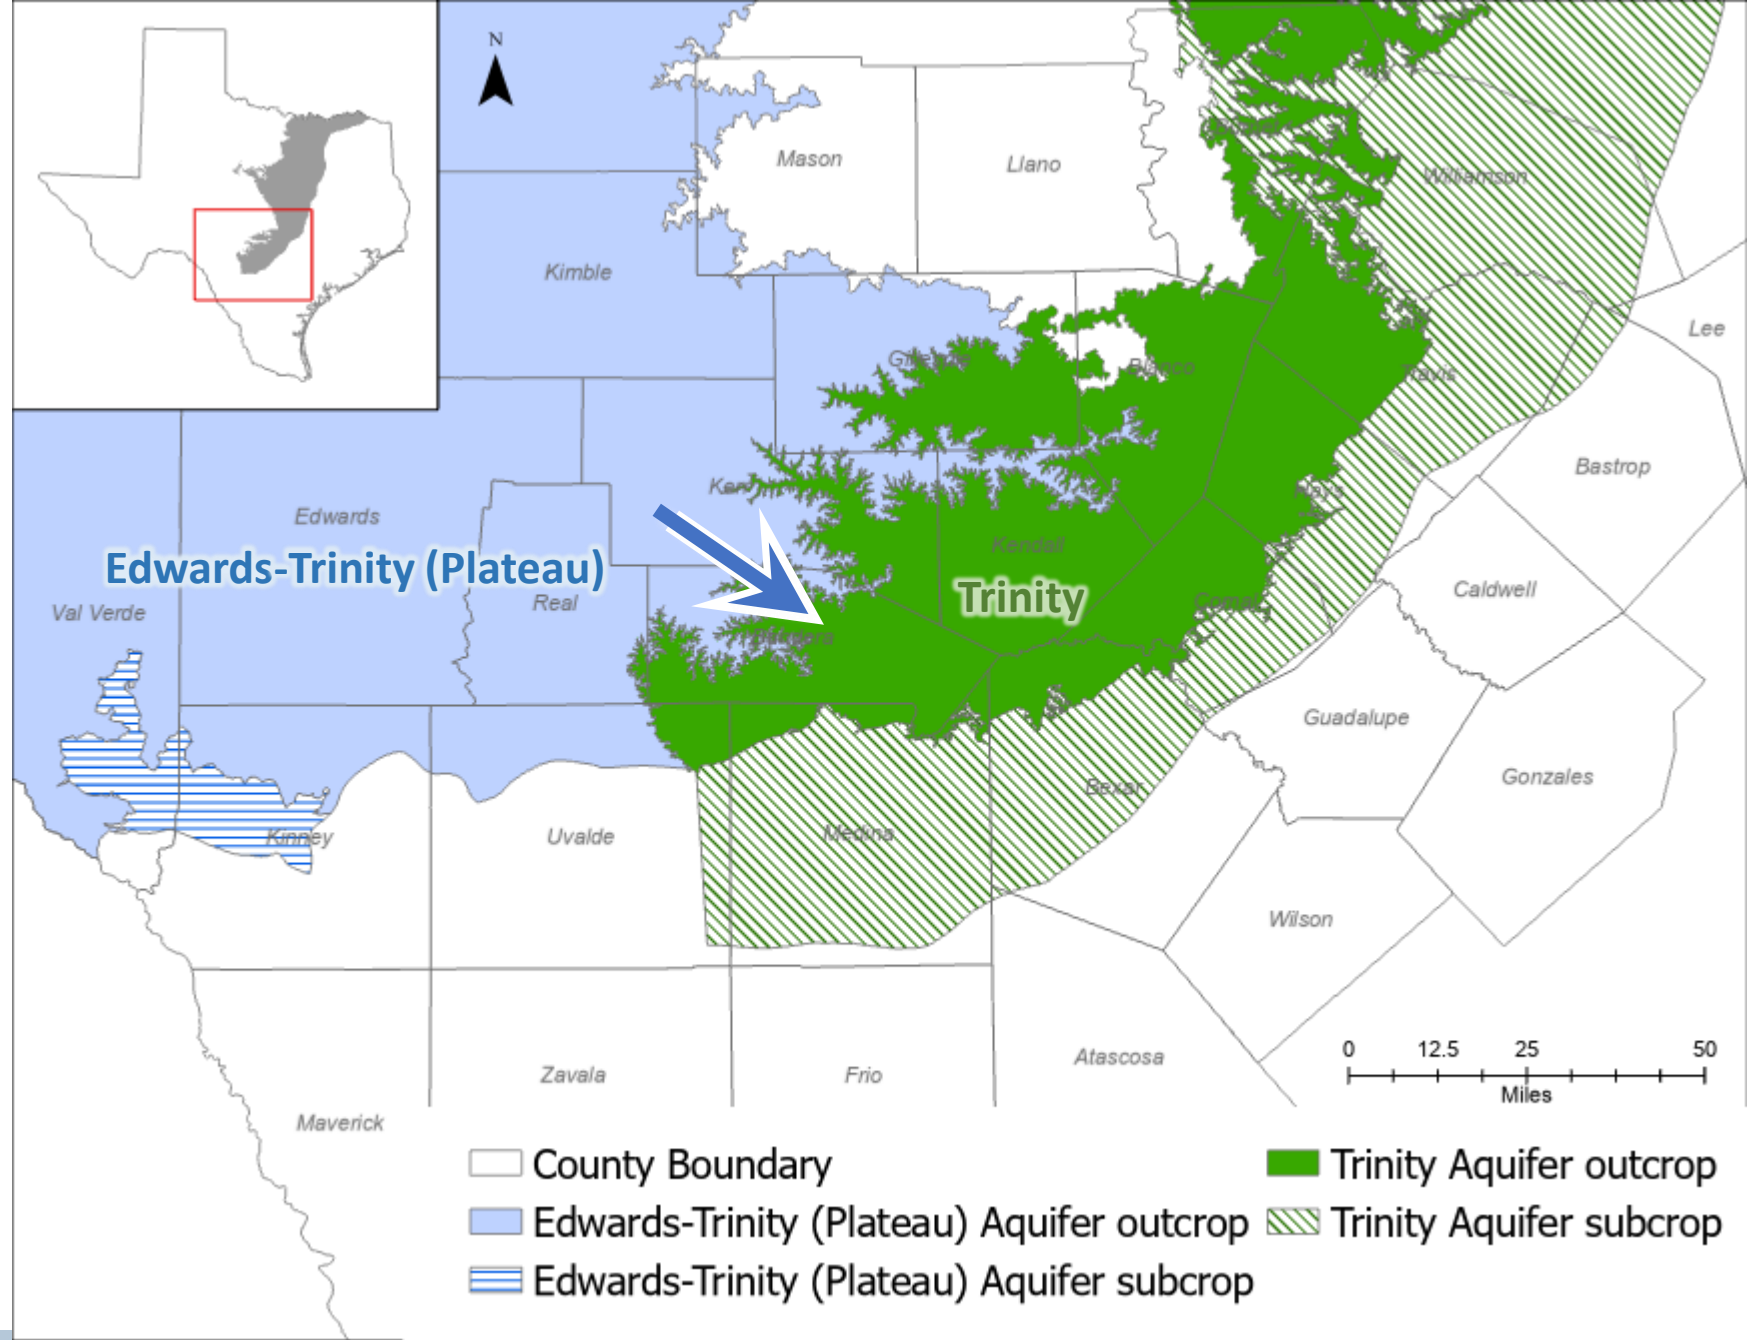 N
Mason
Llano
Burnet
Williamson
Kimble
Lee
Gillespie
Blanco
Travis
Bastrop
Kerr
Hays
Edwards
Kendall
Edwards-Trinity (Plateau)
Trinity
Caldwell
Val Verde
Real
Comal
Bandera
Guadalupe
Gonzales
Bexar
Kinney
Uvalde
Medina
Wilson
Zavala
Frio
Atascosa
0 12.5 25 50
Miles
Maverick
County Boundary
Trinity Aquifer outcrop
Edwards-Trinity (Plateau) Aquifer outcrop
Trinity Aquifer subcrop
Edwards-Trinity (Plateau) Aquifer subcrop